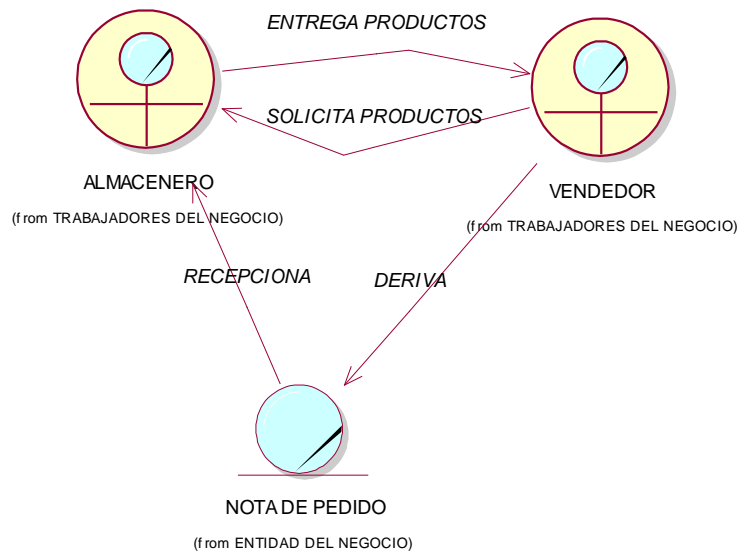 ENTREGA PRODUCTOS
SOLICITA PRODUCTOS
ALMACENERO
(from TRABAJADORES DEL NEGOCIO)
VENDEDOR
(from TRABAJADORES DEL NEGOCIO)
RECEPCIONA
DERIVA
NOTA DE PEDIDO
(from ENTIDAD DEL NEGOCIO)